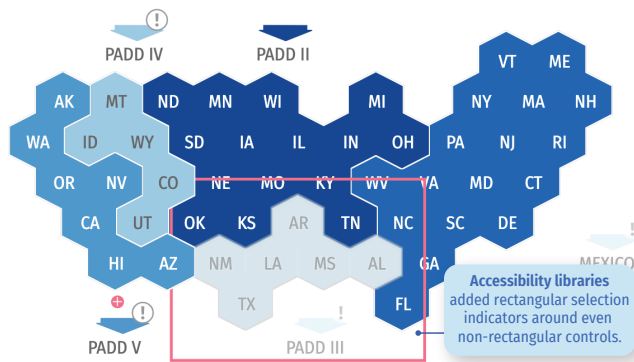 !
PADD IV
PADD II
VT ME
AK MT ND MN WI MI NY MA NH
WA ID WY SD IA IL IN OH PA NJ RI
OR NV CO NE MO KY WV VA MD CT
CA UT OK KS AR TN NC SC DE
HI AZ NM LA MS AL GA
!
MEXICO
TX FL
!
PADD V
!
PADD III
Accessibility libraries
added rectangular selection
indicators around even
non-rectangular controls.